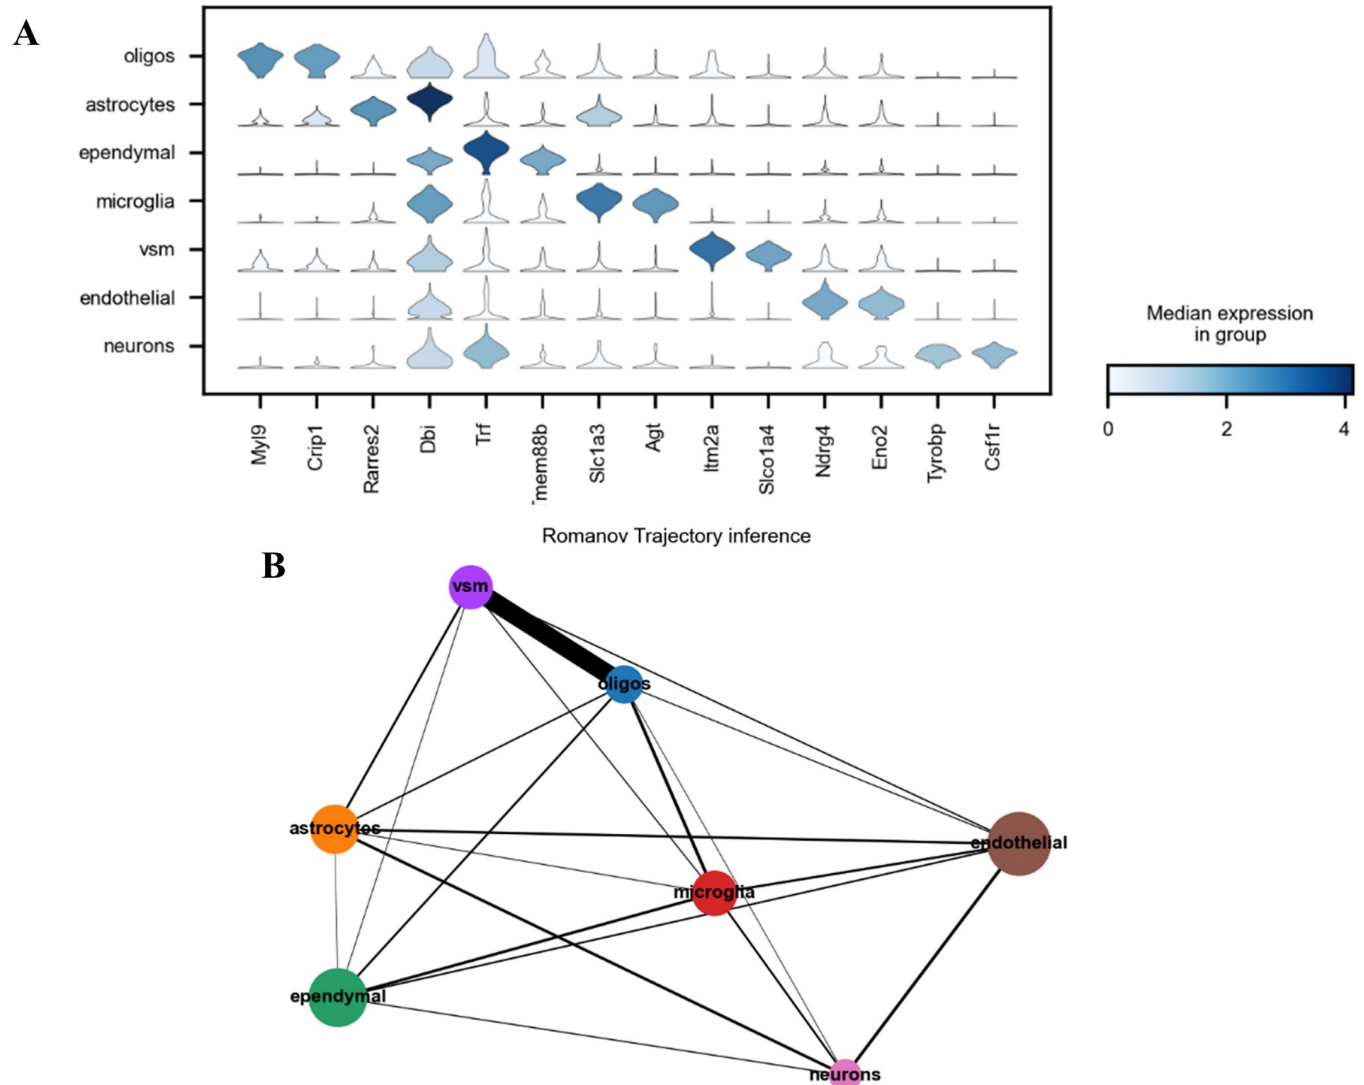 A
oligos
astrocytes
ependymal
microglia
vsm
endothelial
neurons
Myl9
Crip1
Rarres2
Dbi
Trf
Tmem88b
Slc1a3
Agt
Itm2a
Slco1a4
Ndrg4
Eno2
Tyrobp
Csf1r
Median expression
in group
0 2 4
Romanov Trajectory inference
B
vsm
oligos
astrocytes
endothelial
microglia
ependymal
neurons